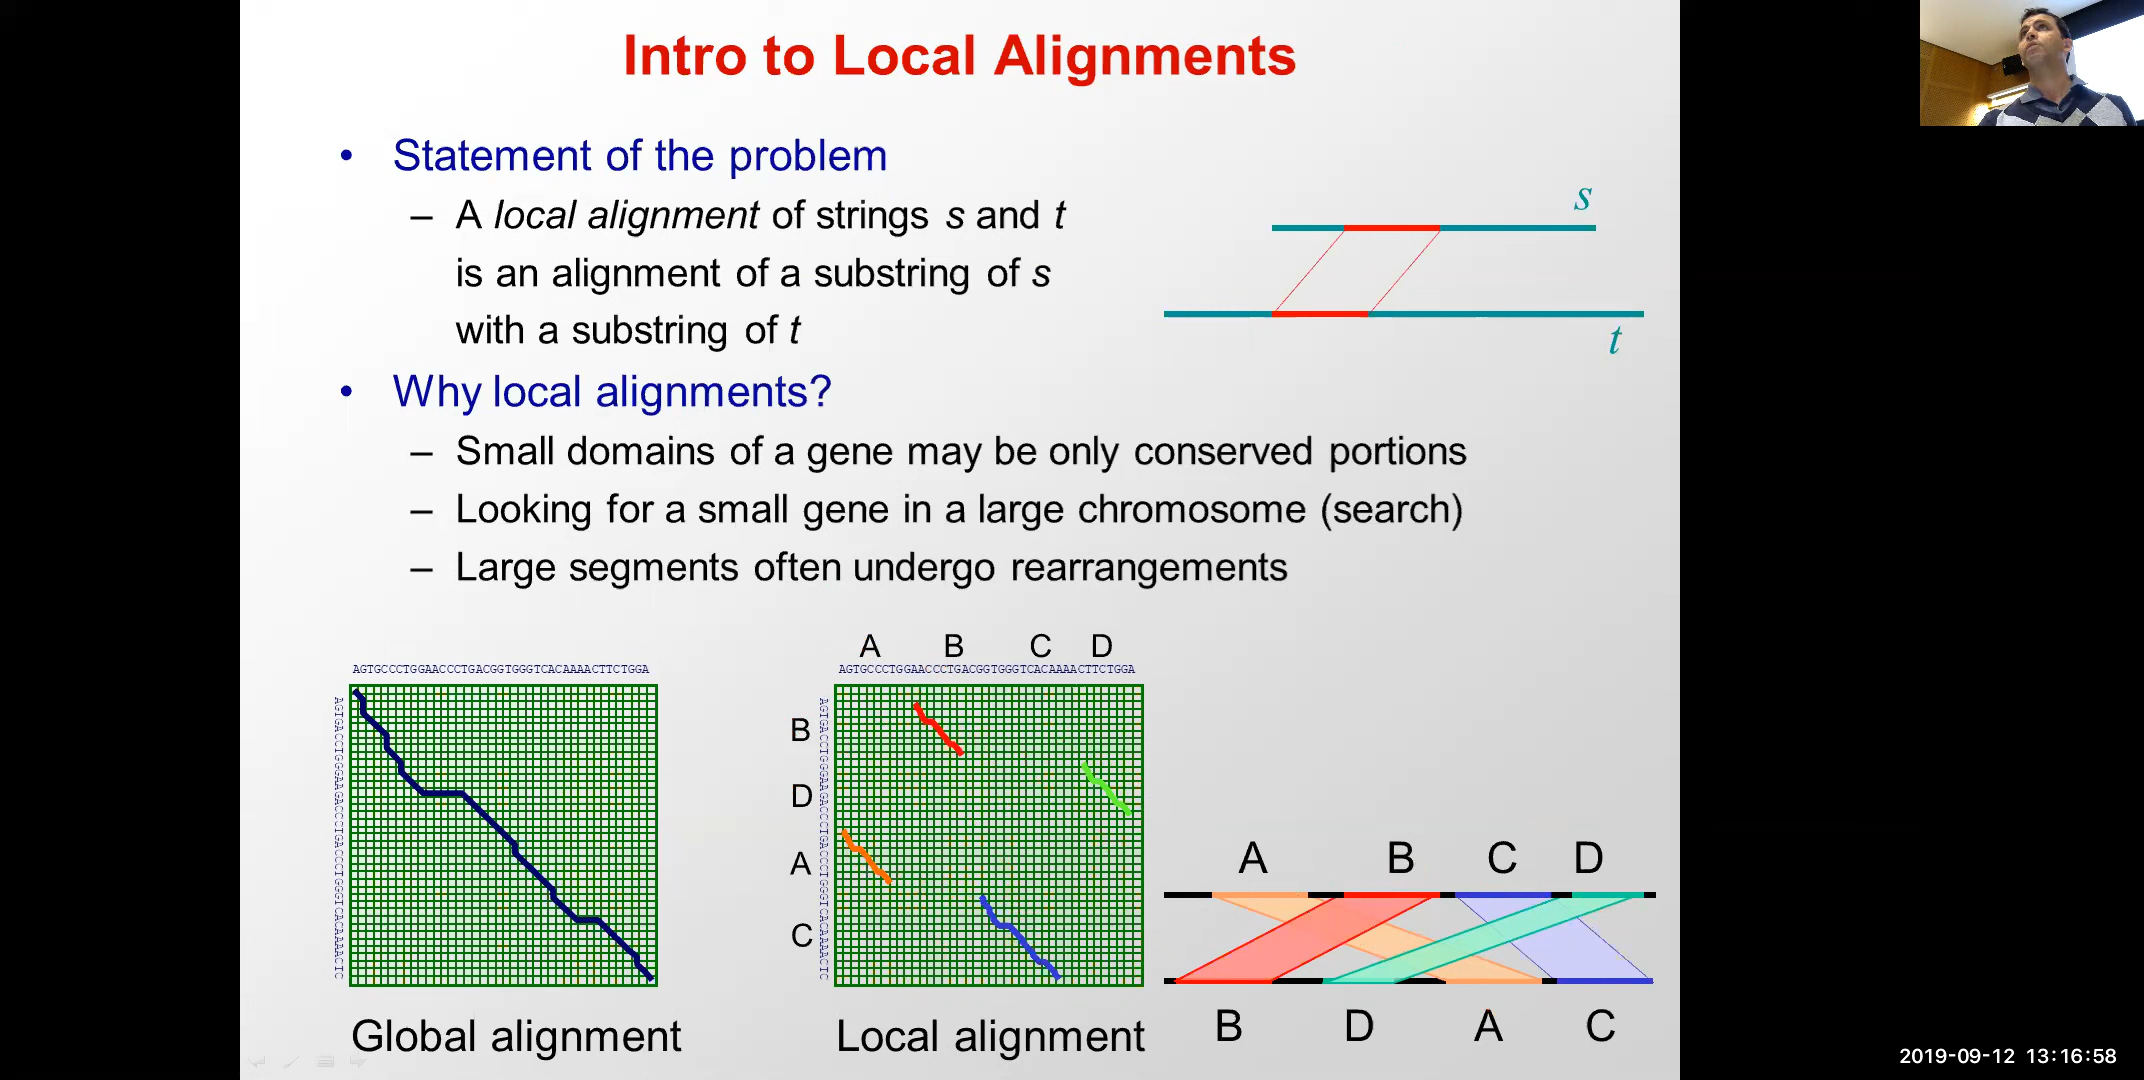 Intro to Local Alignments
• Statement of the problem
– A local alignment of strings s and t
is an alignment of a substring of s
with a substring of t
s
t
• Why local alignments?
– Small domains of a gene may be only conserved portions
– Looking for a small gene in a large chromosome (search)
– Large segments often undergo rearrangements
AGTGCCCTGGAACCCTGACGGTGGGTCACAAAACTTCTGGA
Global alignment
A B C D
AGTGCCCTGGAACCCTGACGGTGGGTCACAAAACTTCTGGA
B
D
A
C
Local alignment
A B C D
B D A C
2019-09-12 13:16:58